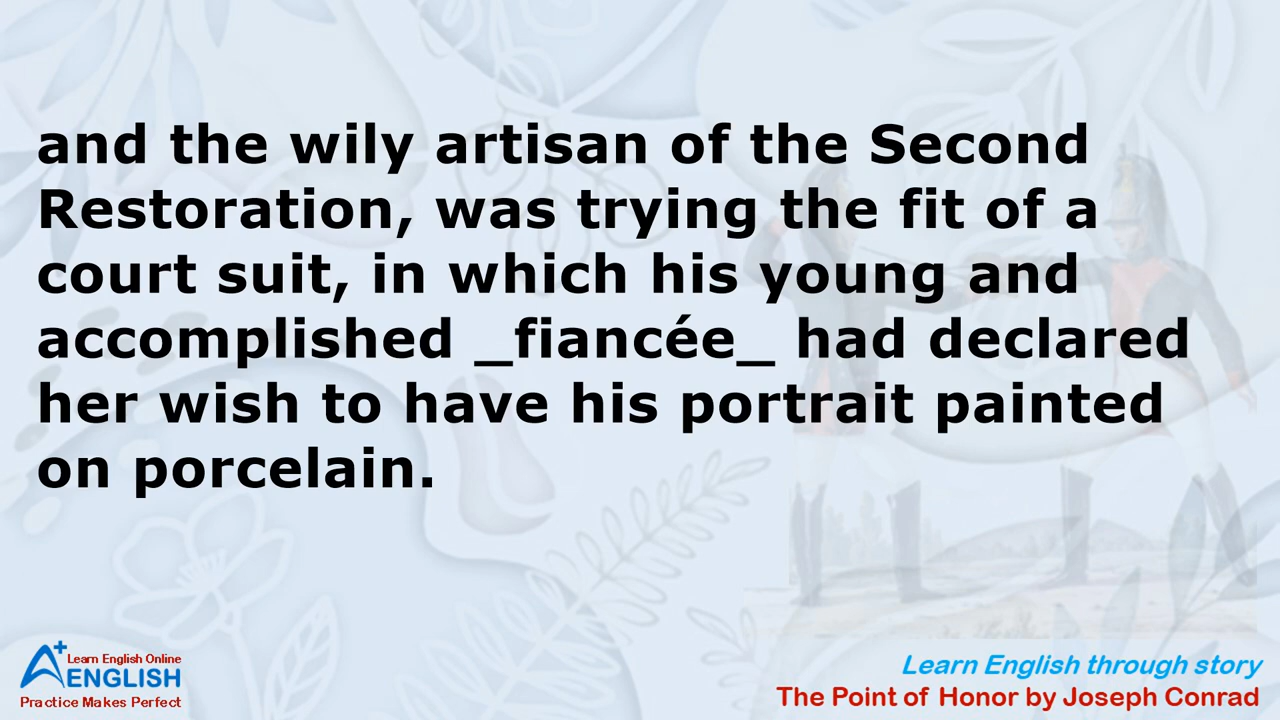 and the wily artisan of the Second
Restoration, was trying the fit of a
court suit, in which his young and
accomplished _fiancée_ had declared
her wish to have his portrait painted
on porcelain.
A+ Learn English Online
ENGLISH
Practice Makes Perfect
Learn English through story
The Point of Honor by Joseph Conrad